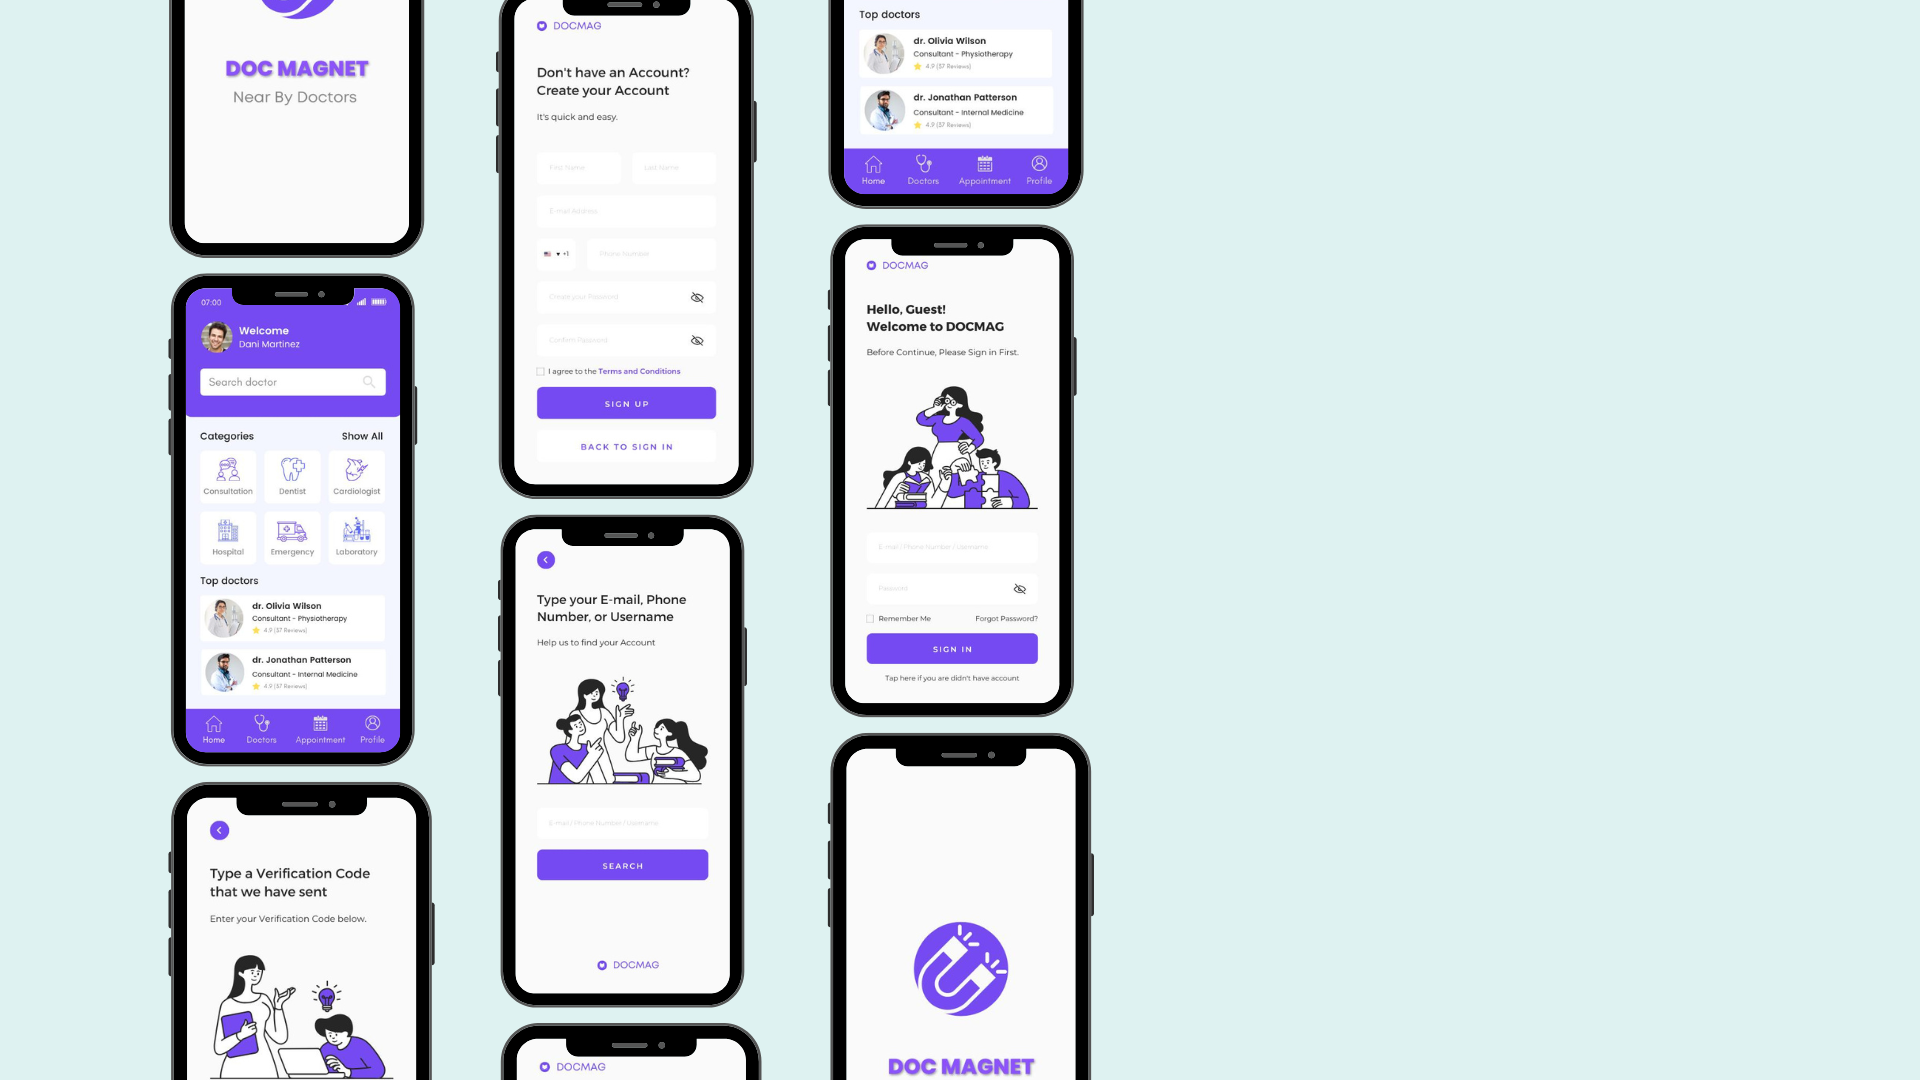 DOC MAGNET
Near By Doctors
07:00
Welcome
Dani Martinez
Search doctor
Categories
Show All
Consultation
Dentist
Cardiologist
Hospital
Emergency
Laboratory
Top doctors
dr. Olivia Wilson
Consultant - Physiotherapy
4.9 (37 Reviews)
dr. Jonathan Patterson
Consultant - Internal Medicine
4.9 (37 Reviews)
Home
Doctors
Appointment
Profile
Type a Verification Code
that we have sent
Enter your Verification Code below.
DOCMAG
Don't have an Account?
Create your Account
It's quick and easy.
First Name
Last Name
E-mail Address
+1
Phone Number
Create your Password
Confirm Password
I agree to the Terms and Conditions
SIGN UP
BACK TO SIGN IN
Type your E-mail, Phone
Number, or Username
Help us to find your Account
E-mail / Phone Number / Username
SEARCH
DOCMAG
DOCMAG
Top doctors
dr. Olivia Wilson
Consultant - Physiotherapy
4.9 (37 Reviews)
dr. Jonathan Patterson
Consultant - Internal Medicine
4.9 (37 Reviews)
Home
Doctors
Appointment
Profile
DOCMAG
Hello, Guest!
Welcome to DOCMAG
Before Continue, Please Sign in First.
E-mail / Phone Number / Username
Password
Remember Me
Forgot Password?
SIGN IN
Tap here if you are didn't have account
DOC MAGNET